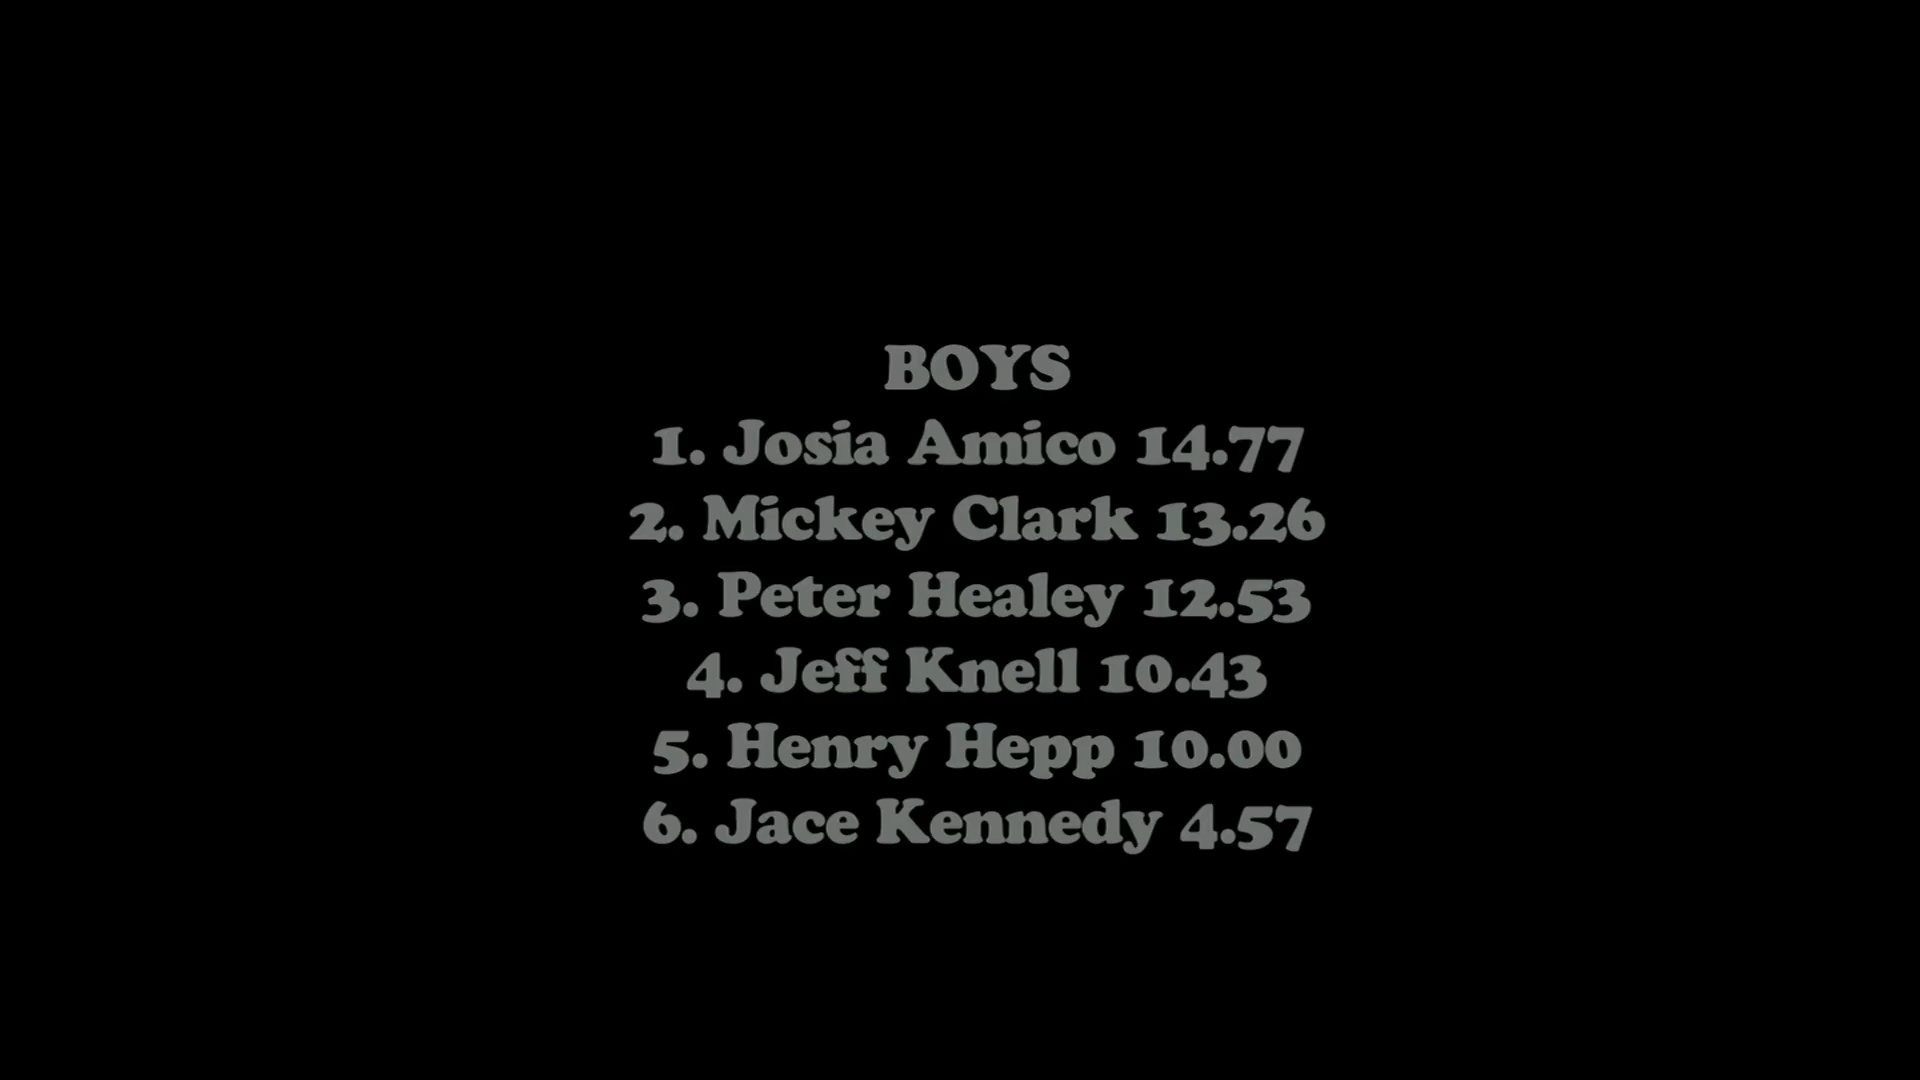 BOYS
1. Josia Amico 14.77
2. Mickey Clark 13.26
3. Peter Healey 12.53
4. Jeff Knell 10.43
5. Henry Hepp 10.00
6. Jace Kennedy 4.57